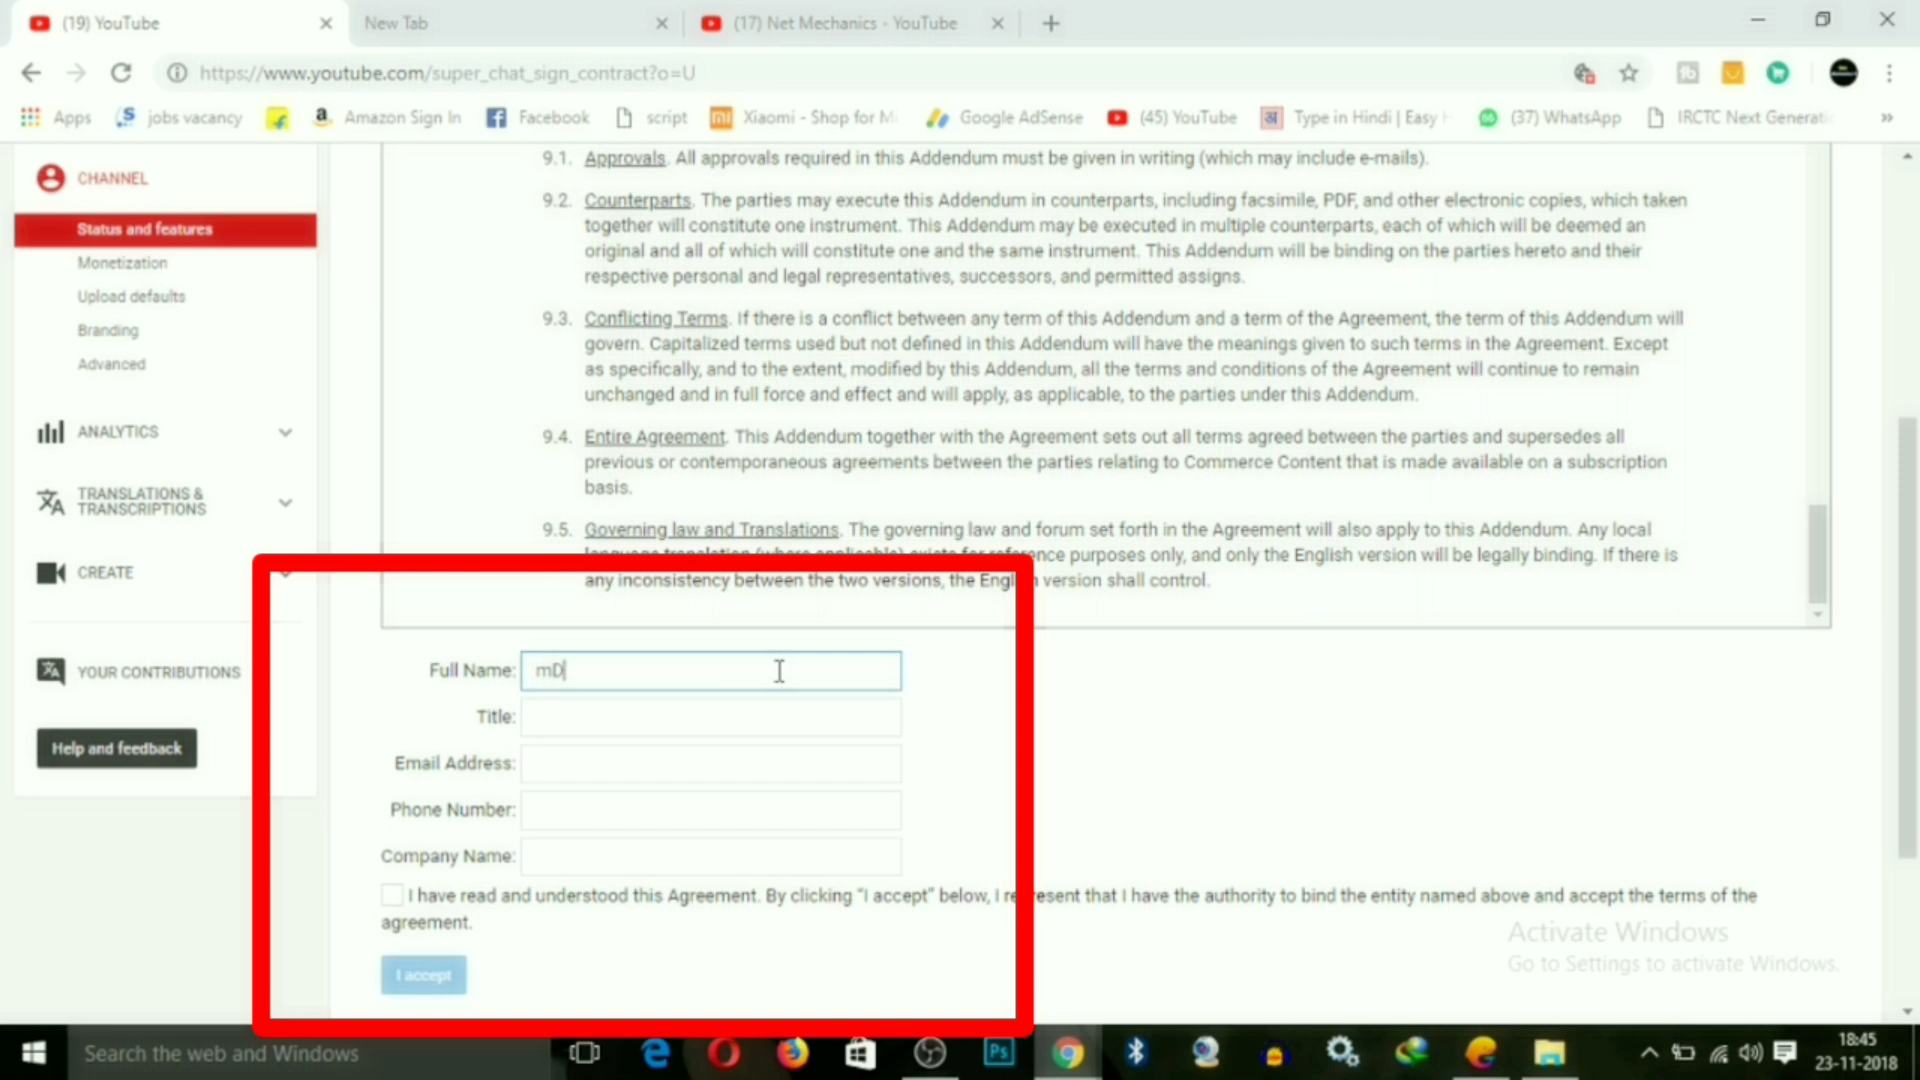 (19) YouTube
New Tab
(17) Net Mechanics - YouTube
https://www.youtube.com/super_chat_sign_contract?o=U
Apps
jobs vacancy
Amazon Sign In
Facebook
script
Xiaomi - Shop for M
Google AdSense
(45) YouTube
Type in Hindi | Easy
(37) WhatsApp
IRCTC Next Generati
CHANNEL
Status and features
Monetization
Upload defaults
Branding
Advanced
ANALYTICS
TRANSLATIONS &
TRANSCRIPTIONS
CREATE
YOUR CONTRIBUTIONS
Help and feedback
9.1. Approvals. All approvals required in this Addendum must be given in writing (which may include e-mails).
9.2. Counterparts. The parties may execute this Addendum in counterparts, including facsimile, PDF, and other electronic copies, which taken
together will constitute one instrument. This Addendum may be executed in multiple counterparts, each of which will be deemed an
original and all of which will constitute one and the same instrument. This Addendum will be binding on the parties hereto and their
respective personal and legal representatives, successors, and permitted assigns.
9.3. Conflicting Terms. If there is a conflict between any term of this Addendum and a term of the Agreement, the term of this Addendum will
govern. Capitalized terms used but not defined in this Addendum will have the meanings given to such terms in the Agreement. Except
as specifically, and to the extent, modified by this Addendum, all the terms and conditions of the Agreement will continue to remain
unchanged and in full force and effect and will apply, as applicable, to the parties under this Addendum.
9.4. Entire Agreement. This Addendum together with the Agreement sets out all terms agreed between the parties and supersedes all
previous or contemporaneous agreements between the parties relating to Commerce Content that is made available on a subscription
basis.
9.5. Governing law and Translations. The governing law and forum set forth in the Agreement will also apply to this Addendum. Any local
language translation (where applicable) exists for reference purposes only, and only the English version will be legally binding. If there is
any inconsistency between the two versions, the English version shall control.
Full Name: mD
Title:
Email Address:
Phone Number:
Company Name:
I have read and understood this Agreement. By clicking "I accept" below, I represent that I have the authority to bind the entity named above and accept the terms of the
agreement.
I accept
Activate Windows
Go to Settings to activate Windows.
Search the web and Windows
Ps
18:45
23-11-2018